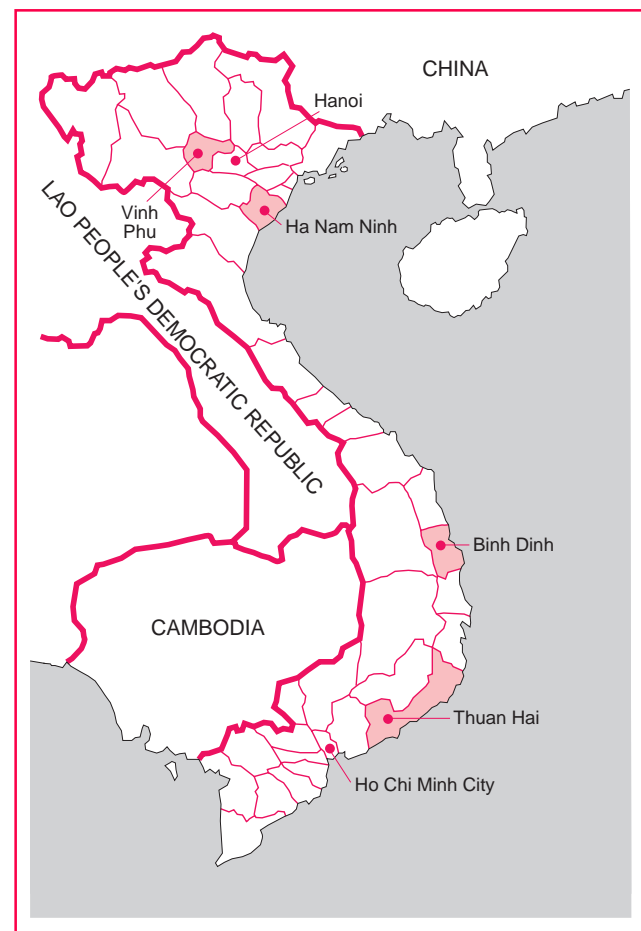 CHINA
Hanoi
Vinh
Phu
Ha Nam Ninh
LAO PEOPLE'S DEMOCRATIC REPUBLIC
Binh Dinh
CAMBODIA
Thuan Hai
Ho Chi Minh City